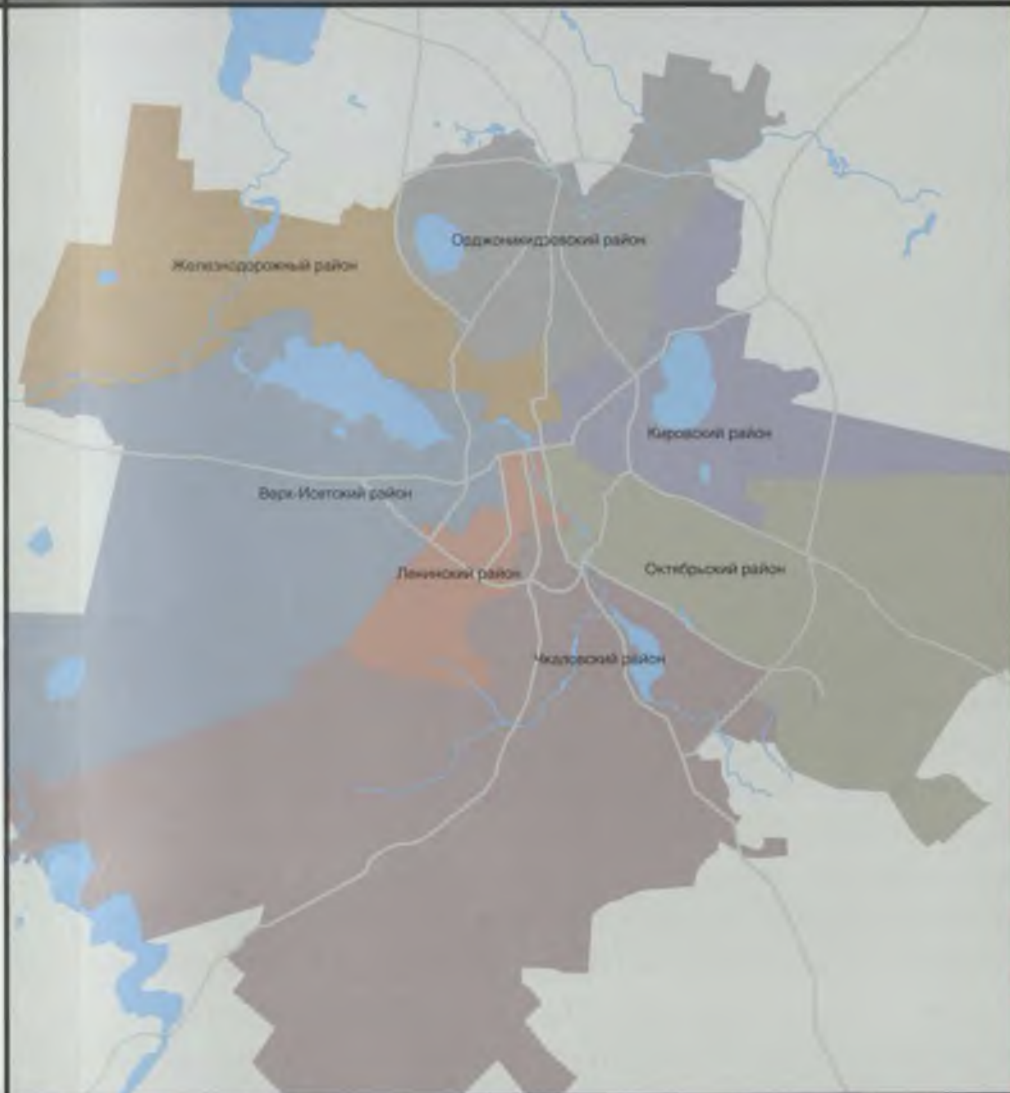 Орджоникидзевский район
Железнодорожный район
Кировский район
Верх-Исетский район
Ленинский район
Октябрьский район
Чкаловский район